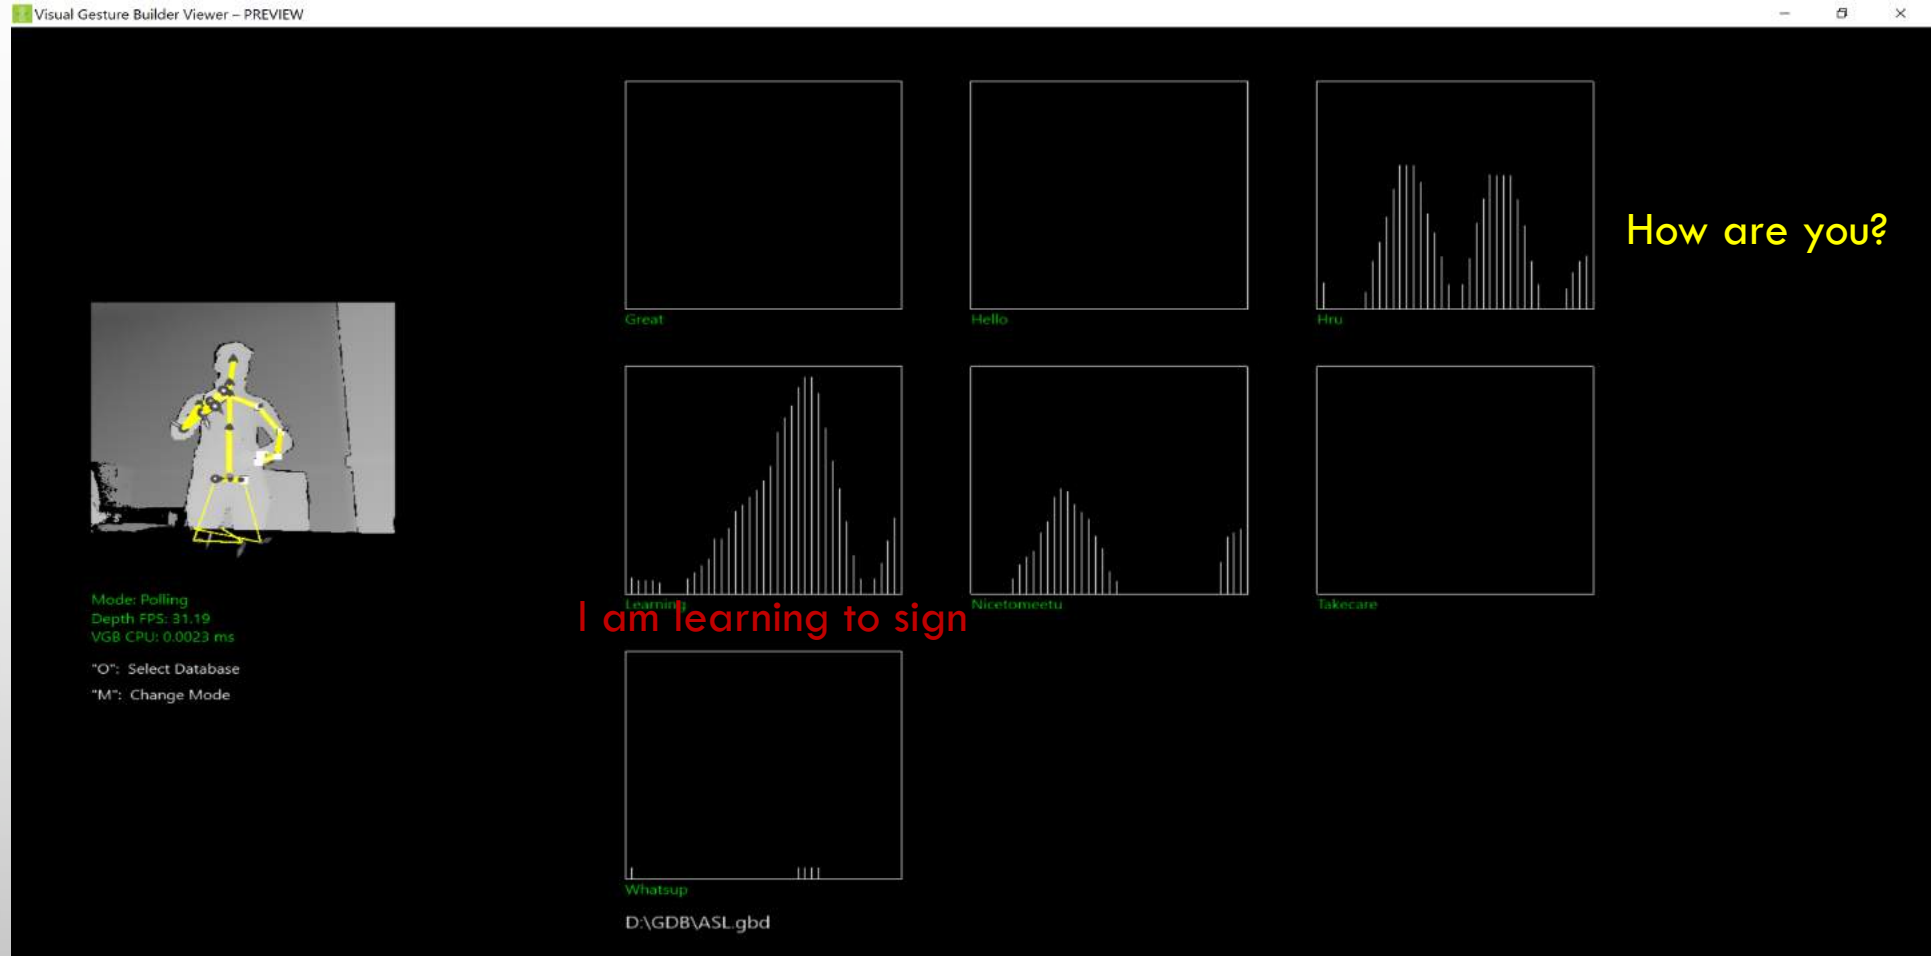 Visual Gesture Builder Viewer – PREVIEW
Great
Hello
Hru
How are you?
Mode: Polling
Depth FPS: 31.19
VGB CPU: 0.0023 ms
"O": Select Database
"M": Change Mode
Learning
I am learning to sign
Nicetomeetu
Takecare
Whatsup
D:\GDB\ASL.gbd